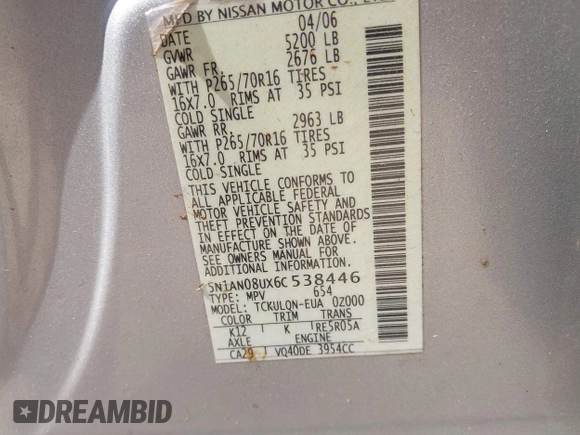 MFD BY NISSAN MOTOR CO.,
DATE 04/06
GVWR 5200 LB
GAWR FR. 2676 LB
WITH P265/70R16 TIRES
16X7.0 RIMS AT 35 PSI
COLD SINGLE
GAWR RR. 2963 LB
WITH P265/70R16 TIRES
16X7.0 RIMS AT 35 PSI
COLD SINGLE
THIS VEHICLE CONFORMS TO
ALL APPLICABLE FEDERAL
MOTOR VEHICLE SAFETY AND
THEFT PREVENTION STANDARDS
IN EFFECT ON THE DATE OF
MANUFACTURE SHOWN ABOVE.
SEE OWNERS MANUAL FOR
AND INFORMATION
5N1AN08UX6C538446
TYPE: MPV 654
MODEL: TCKULQN-EUA 0Z000
COLOR TRIM TRANS
K12 K RE5R05A
AXLE ENGINE
CA29 VQ40DE 3954CC
DREAMBID